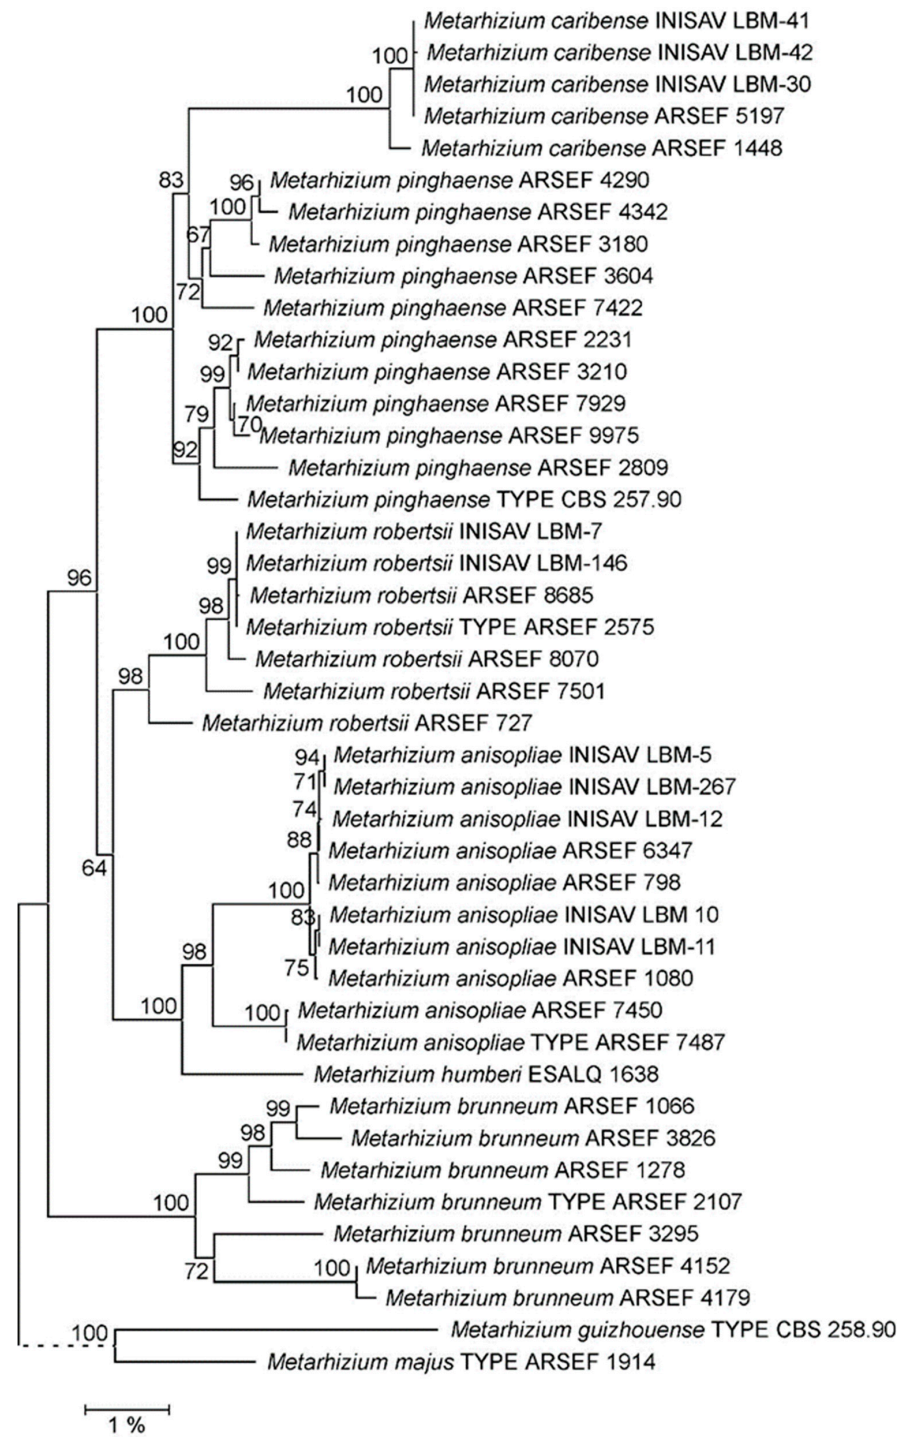 Metarhizium caribense INISAV LBM-41
Metarhizium caribense INISAV LBM-42
100
Metarhizium caribense INISAV LBM-30
100
Metarhizium caribense ARSEF 5197
Metarhizium caribense ARSEF 1448
83
96
Metarhizium pinghaense ARSEF 4290
100
Metarhizium pinghaense ARSEF 4342
67
Metarhizium pinghaense ARSEF 3180
Metarhizium pinghaense ARSEF 3604
72
Metarhizium pinghaense ARSEF 7422
100
92
Metarhizium pinghaense ARSEF 2231
99
Metarhizium pinghaense ARSEF 3210
Metarhizium pinghaense ARSEF 7929
79
70
Metarhizium pinghaense ARSEF 9975
92
Metarhizium pinghaense ARSEF 2809
Metarhizium pinghaense TYPE CBS 257.90
Metarhizium robertsii INISAV LBM-7
99
Metarhizium robertsii INISAV LBM-146
96
Metarhizium robertsii ARSEF 8685
98
Metarhizium robertsii TYPE ARSEF 2575
100
Metarhizium robertsii ARSEF 8070
98
Metarhizium robertsii ARSEF 7501
Metarhizium robertsii ARSEF 727
94
Metarhizium anisopliae INISAV LBM-5
71
Metarhizium anisopliae INISAV LBM-267
74
Metarhizium anisopliae INISAV LBM-12
88
Metarhizium anisopliae ARSEF 6347
64
Metarhizium anisopliae ARSEF 798
100
83
Metarhizium anisopliae INISAV LBM 10
98
Metarhizium anisopliae INISAV LBM-11
75
Metarhizium anisopliae ARSEF 1080
100
100
Metarhizium anisopliae ARSEF 7450
Metarhizium anisopliae TYPE ARSEF 7487
Metarhizium humberi ESALQ 1638
99
Metarhizium brunneum ARSEF 1066
98
Metarhizium brunneum ARSEF 3826
99
Metarhizium brunneum ARSEF 1278
100
Metarhizium brunneum TYPE ARSEF 2107
Metarhizium brunneum ARSEF 3295
72
100
Metarhizium brunneum ARSEF 4152
Metarhizium brunneum ARSEF 4179
100
Metarhizium guizhouense TYPE CBS 258.90
Metarhizium majus TYPE ARSEF 1914
1 %